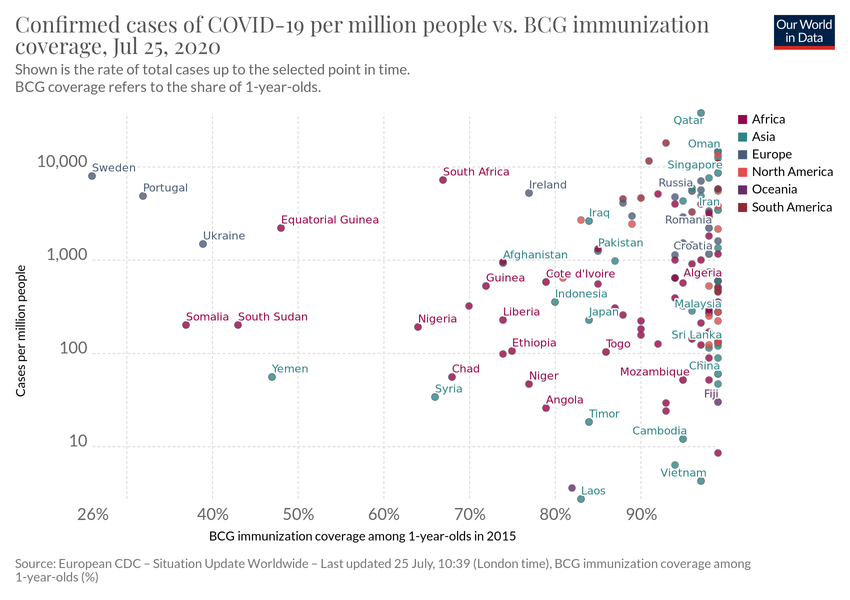 Confirmed cases of COVID-19 per million people vs. BCG immunization
coverage, Jul 25, 2020
Our World
in Data
Shown is the rate of total cases up to the selected point in time.
BCG coverage refers to the share of 1-year-olds.
Qatar
Africa
Oman
Asia
Sweden
10,000
Singapore
Europe
South Africa
North America
Portugal
Ireland
Russia
Oceania
Iran
South America
Equatorial Guinea
Iraq
Romania
Ukraine
Pakistan
Croatia
1,000
Afghanistan
Guinea
Cote d'Ivoire
Algeria
Indonesia
Malaysia
Somalia
South Sudan
Nigeria
Liberia
Japan
Sri Lanka
100
Ethiopia
Togo
Yemen
Chad
Niger
Mozambique
China
Syria
Angola
Fiji
Timor
10
Cambodia
Vietnam
Laos
Cases per million people
26%
40%
50%
60%
70%
80%
90%
BCG immunization coverage among 1-year-olds in 2015
Source: European CDC – Situation Update Worldwide – Last updated 25 July, 10:39 (London time), BCG immunization coverage among
1-year-olds (%)